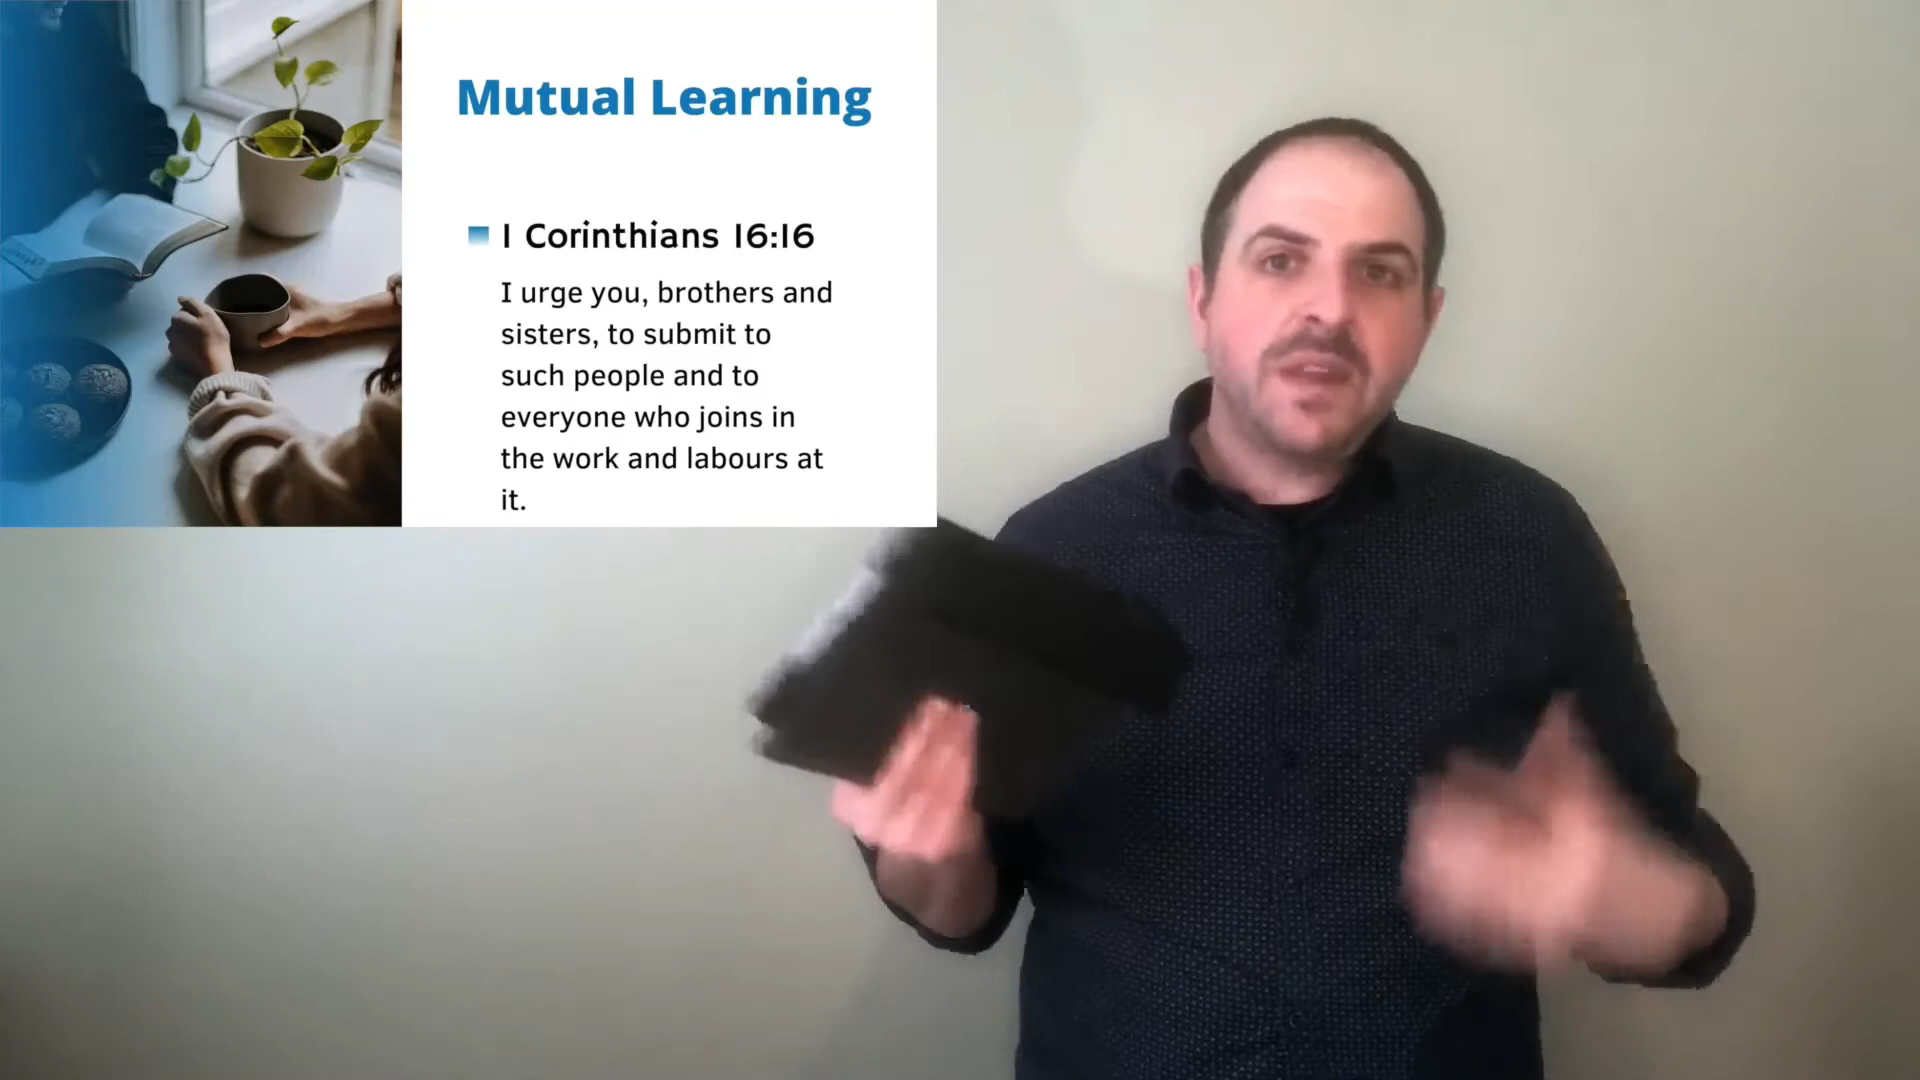 Mutual Learning
1 Corinthians 16:16
I urge you, brothers and
sisters, to submit to
such people and to
everyone who joins in
the work and labours at
it.